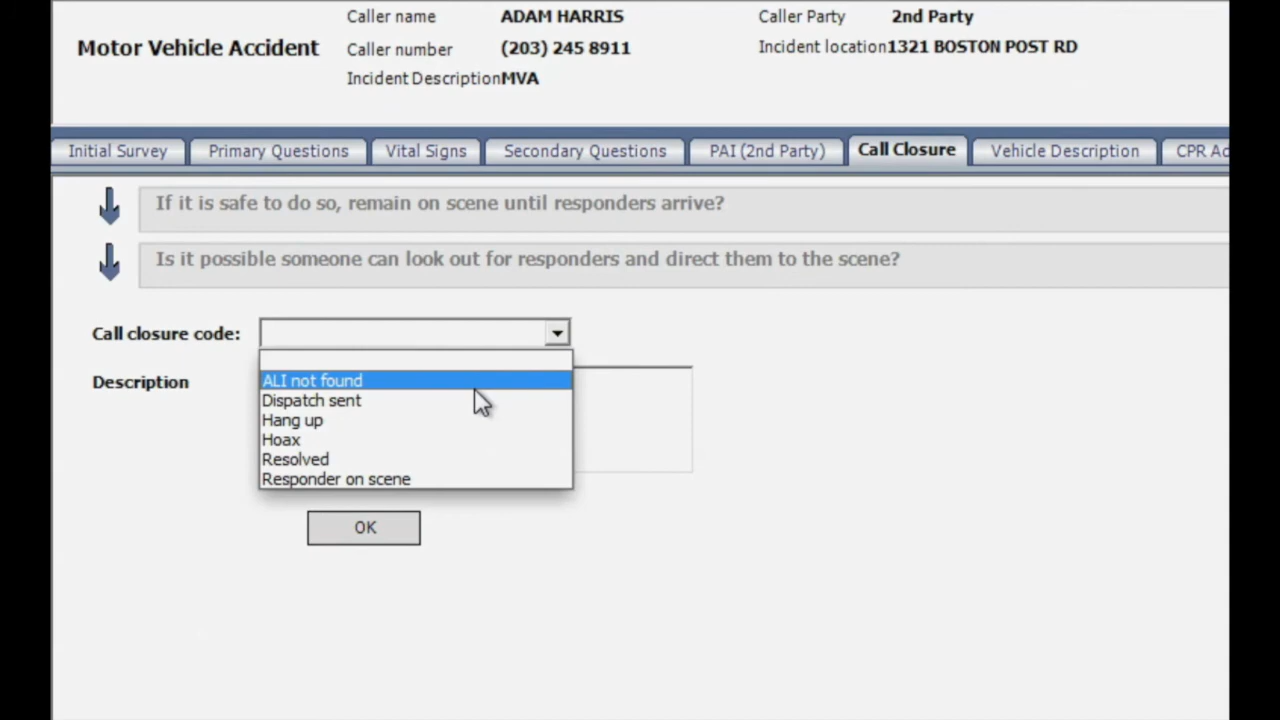 Motor Vehicle Accident
Caller name ADAM HARRIS
Caller number (203) 245 8911
Incident Description MVA
Caller Party 2nd Party
Incident location 1321 BOSTON POST RD
Initial Survey
Primary Questions
Vital Signs
Secondary Questions
PAI (2nd Party)
Call Closure
Vehicle Description
CPR Ad
If it is safe to do so, remain on scene until responders arrive?
Is it possible someone can look out for responders and direct them to the scene?
Call closure code:
Description
ALI not found
Dispatch sent
Hang up
Hoax
Resolved
Responder on scene
OK